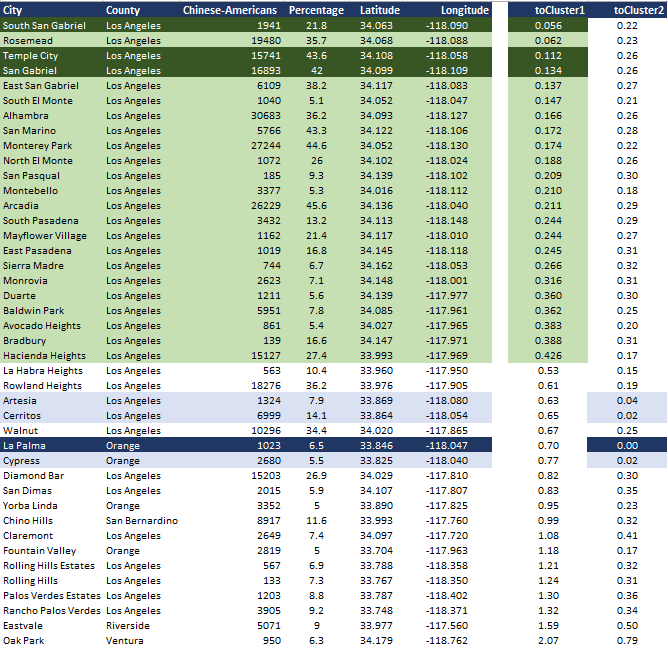 City County Chinese-Americans Percentage Latitude Longitude toCluster1 toCluster2
South San Gabriel Los Angeles 1941 21.8 34.063 -118.090 0.056 0.22
Rosemead Los Angeles 19480 35.7 34.068 -118.088 0.062 0.23
Temple City Los Angeles 15741 43.6 34.108 -118.058 0.112 0.26
San Gabriel Los Angeles 16893 42 34.099 -118.109 0.134 0.26
East San Gabriel Los Angeles 6109 38.2 34.117 -118.083 0.137 0.27
South El Monte Los Angeles 1040 5.1 34.052 -118.047 0.147 0.21
Alhambra Los Angeles 30683 36.2 34.093 -118.127 0.166 0.26
San Marino Los Angeles 5766 43.3 34.122 -118.106 0.172 0.28
Monterey Park Los Angeles 27244 44.6 34.052 -118.130 0.174 0.22
North El Monte Los Angeles 1072 26 34.102 -118.024 0.188 0.26
San Pasqual Los Angeles 185 9.3 34.139 -118.102 0.209 0.30
Montebello Los Angeles 3377 5.3 34.016 -118.112 0.210 0.18
Arcadia Los Angeles 26229 45.6 34.136 -118.040 0.211 0.29
South Pasadena Los Angeles 3432 13.2 34.113 -118.148 0.244 0.29
Mayflower Village Los Angeles 1162 21.4 34.117 -118.010 0.244 0.27
East Pasadena Los Angeles 1019 16.8 34.145 -118.118 0.245 0.31
Sierra Madre Los Angeles 744 6.7 34.162 -118.053 0.266 0.32
Monrovia Los Angeles 2623 7.1 34.148 -118.001 0.316 0.31
Duarte Los Angeles 1211 5.6 34.139 -117.977 0.360 0.30
Baldwin Park Los Angeles 5951 7.8 34.085 -117.961 0.362 0.25
Avocado Heights Los Angeles 861 5.4 34.027 -117.965 0.383 0.20
Bradbury Los Angeles 139 16.6 34.147 -117.971 0.388 0.31
Hacienda Heights Los Angeles 15127 27.4 33.993 -117.969 0.426 0.17
La Habra Heights Los Angeles 563 10.4 33.960 -117.950 0.53 0.15
Rowland Heights Los Angeles 18276 36.2 33.976 -117.905 0.61 0.19
Artesia Los Angeles 1324 7.9 33.869 -118.080 0.63 0.04
Cerritos Los Angeles 6999 14.1 33.864 -118.054 0.65 0.02
Walnut Los Angeles 10296 34.4 34.020 -117.865 0.67 0.25
La Palma Orange 1023 6.5 33.846 -118.047 0.70 0.00
Cypress Orange 2680 5.5 33.825 -118.040 0.77 0.02
Diamond Bar Los Angeles 15203 26.9 34.029 -117.810 0.82 0.30
San Dimas Los Angeles 2015 5.9 34.107 -117.807 0.83 0.35
Yorba Linda Orange 3352 5 33.890 -117.825 0.95 0.23
Chino Hills San Bernardino 8917 11.6 33.993 -117.760 0.99 0.32
Claremont Los Angeles 2649 7.4 34.097 -117.720 1.08 0.41
Fountain Valley Orange 2819 5 33.704 -117.963 1.18 0.17
Rolling Hills Estates Los Angeles 567 6.9 33.788 -118.358 1.21 0.32
Rolling Hills Los Angeles 133 7.3 33.767 -118.350 1.24 0.31
Palos Verdes Estates Los Angeles 1203 8.8 33.787 -118.402 1.30 0.36
Rancho Palos Verdes Los Angeles 3905 9.2 33.748 -118.371 1.32 0.34
Eastvale Riverside 5071 9 33.977 -117.560 1.59 0.50
Oak Park Ventura 950 6.3 34.179 -118.762 2.07 0.79